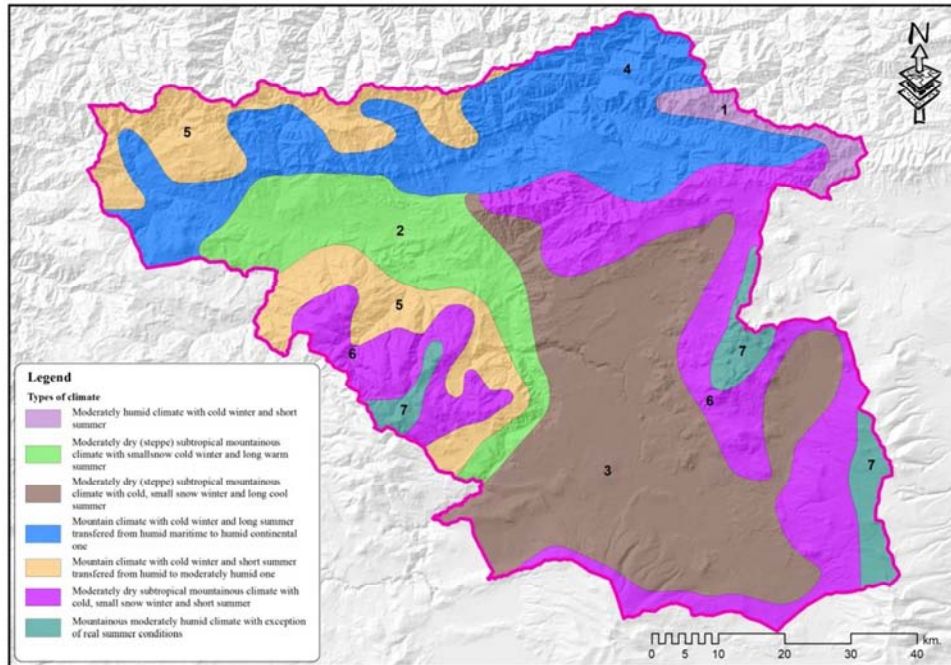 N
4
1
5
2
5
6
7
7
6
3
7
Legend
Types of climate
Moderately humid climate with cold winter and short
summer
Moderately dry (steppe) subtropical mountainous
climate with smallsnow cold winter and long warm
summer
Moderately dry (steppe) subtropical mountainous
climate with cold, small snow winter and long cool
summer
Mountain climate with cold winter and long summer
transfered from humid maritime to humid continental
one
Mountain climate with cold winter and short summer
transfered from humid to moderately humid one
Moderately dry subtropical mountainous climate with
cold, small snow winter and short summer
Mountainous moderately humid climate with exception
of real summer conditions
km.
0 5 10 20 30 40